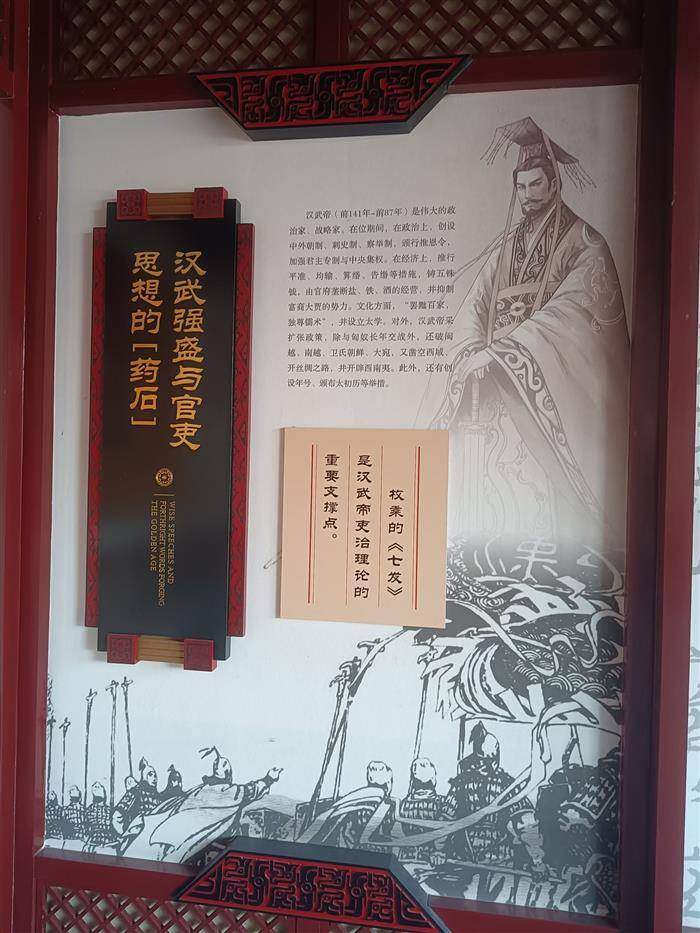 汉武强盛与官吏
思想的「药石」
WISE SPEECHES AND
FORTHRIGHT WORDS FORGING
THE GOLDEN AGE
汉武帝（前141年-前87年）是伟大的政
治家、战略家。在位期间，在政治上，创设
中外朝制、刺史制、察举制，颁行推恩令，
加强君主专制与中央集权。在经济上，推行
平准、均输、算缗、告缗等措施，铸五铢
钱，由官府垄断盐、铁、酒的经营，并抑制
富商大贾的势力。文化方面，“罢黜百家，
独尊儒术”，并设立太学。对外，汉武帝采
扩张政策，除与匈奴长年交战外，还破闽
越、南越、卫氏朝鲜、大宛，又凿空西域、
开丝绸之路，并开辟西南夷。此外，还有创
设年号、颁布太初历等举措。
枚乘的《七发》
是汉武帝吏治理论的
重要支撑点。